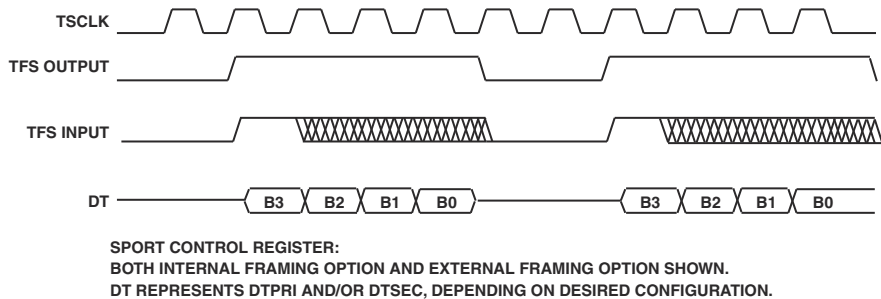 TSCLK
TFS OUTPUT
TFS INPUT
DT B3 B2 B1 B0 B3 B2 B1 B0
SPORT CONTROL REGISTER:
BOTH INTERNAL FRAMING OPTION AND EXTERNAL FRAMING OPTION SHOWN.
DT REPRESENTS DTPRI AND/OR DTSEC, DEPENDING ON DESIRED CONFIGURATION.